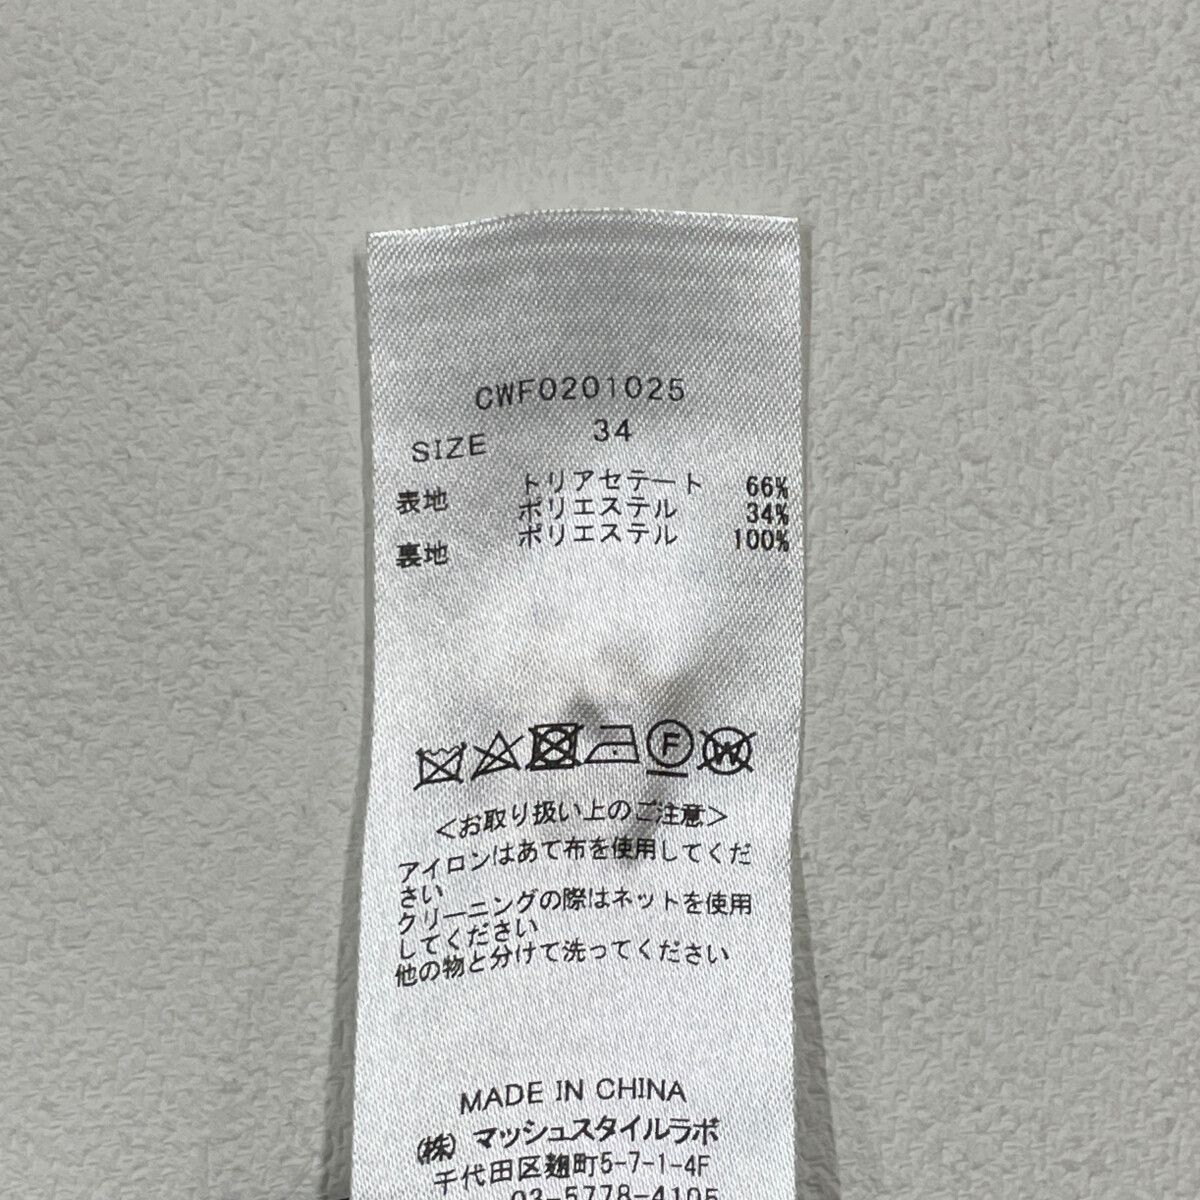 CWF0201025
SIZE 34
表地 トリアセテート 66%
ポリエステル 34%
裏地 ポリエステル 100%
F W
<お取り扱い上のご注意>
アイロンはあて布を使用してくだ
さい
クリーニングの際はネットを使用
してください
他の物と分けて洗ってください
MADE IN CHINA
(株) マッシュスタイルラボ
千代田区麹町5-7-1-4F
03-5778-4105